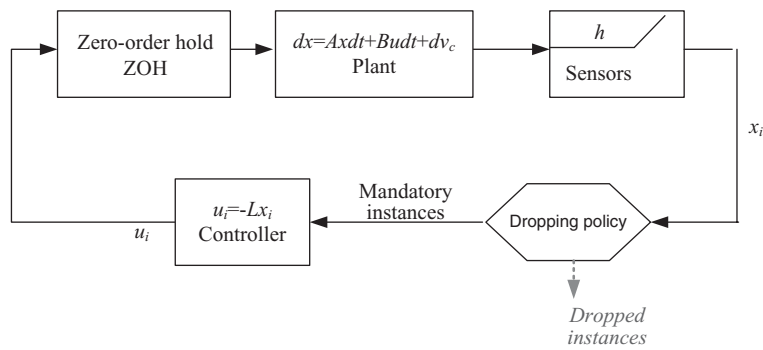 Zero-order hold
ZOH
dx=Axdt+Budt+dv_c
Plant
h
Sensors
x_i
Mandatory
instances
Dropping policy
u_i=-Lx_i
Controller
u_i
Dropped
instances